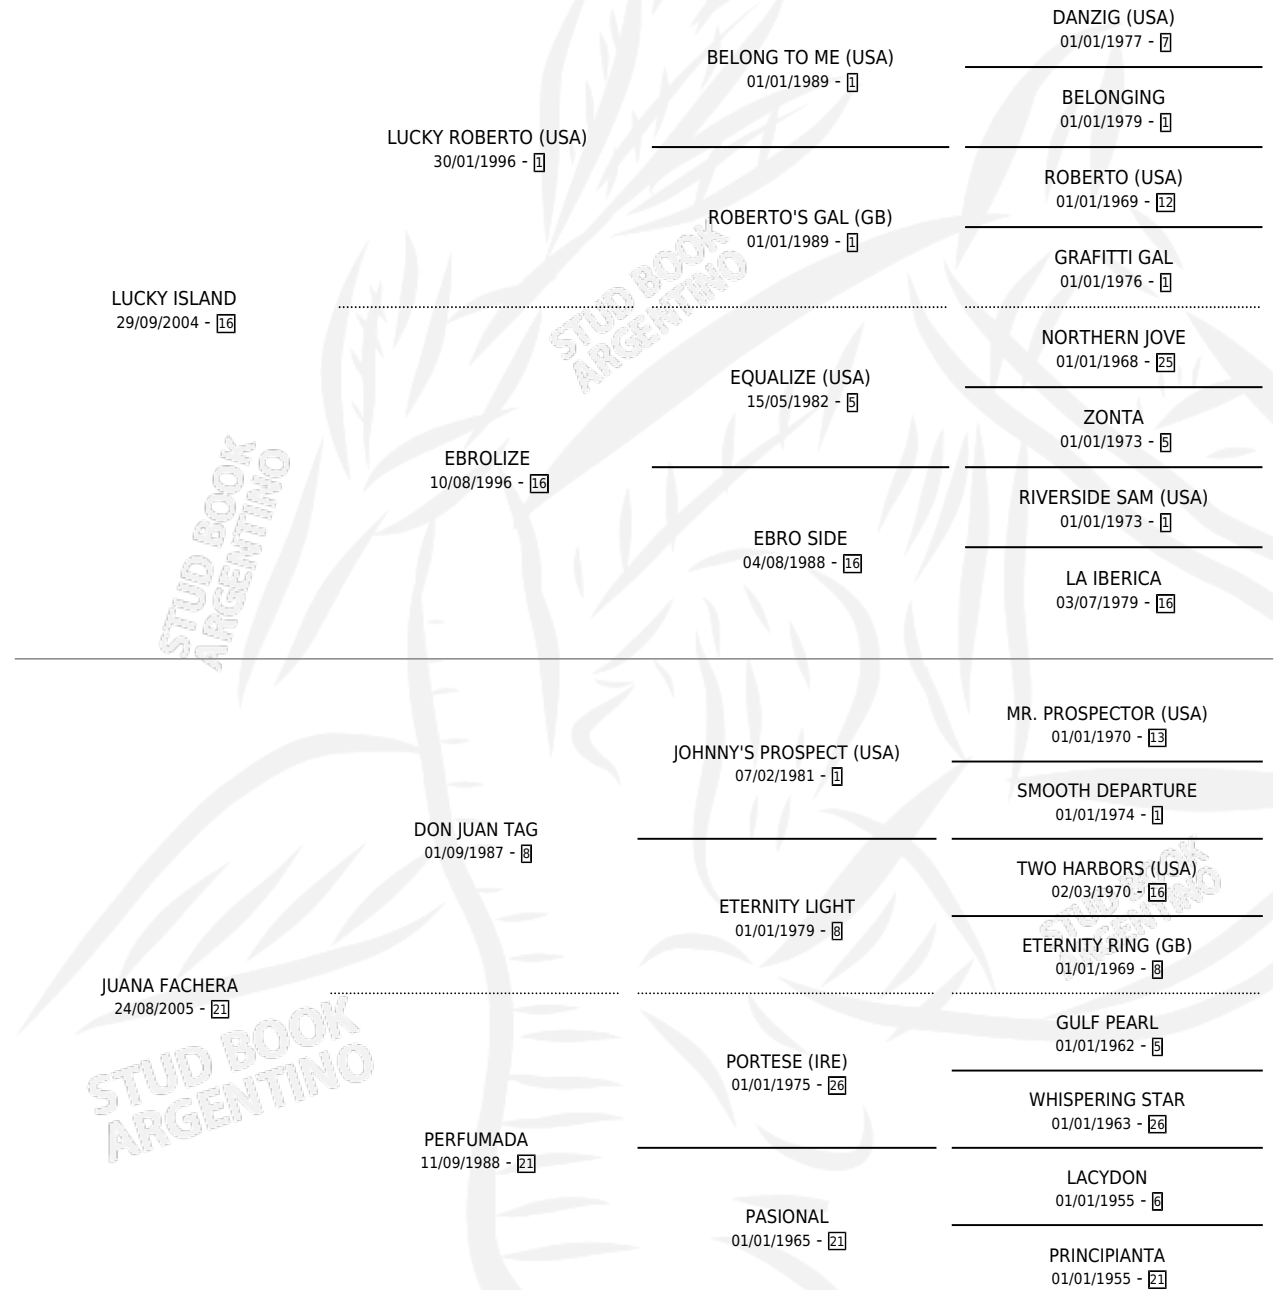 DANZIG (USA)
01/01/1977 - 7
BELONG TO ME (USA)
01/01/1989 - 1
BELONGING
01/01/1979 - 1
LUCKY ROBERTO (USA)
30/01/1996 - 1
ROBERTO (USA)
01/01/1969 - 12
ROBERTO'S GAL (GB)
01/01/1989 - 1
GRAFITTI GAL
01/01/1976 - 1
LUCKY ISLAND
29/09/2004 - 16
STUD BOOK
ARGENTINO
NORTHERN JOVE
01/01/1968 - 25
EQUALIZE (USA)
15/05/1982 - 5
ZONTA
01/01/1973 - 5
EBROLIZE
10/08/1996 - 16
RIVERSIDE SAM (USA)
01/01/1973 - 1
EBRO SIDE
04/08/1988 - 16
LA IBERICA
03/07/1979 - 16
STUD BOOK
ARGENTINO
MR. PROSPECTOR (USA)
01/01/1970 - 13
JOHNNY'S PROSPECT (USA)
07/02/1981 - 1
SMOOTH DEPARTURE
01/01/1974 - 1
DON JUAN TAG
01/09/1987 - 8
TWO HARBORS (USA)
02/03/1970 - 16
STUD BOOK
ARGENTINO
ETERNITY LIGHT
01/01/1979 - 8
ETERNITY RING (GB)
01/01/1969 - 8
JUANA FACHERA
24/08/2005 - 21
STUD BOOK
ARGENTINO
GULF PEARL
01/01/1962 - 5
PORTESE (IRE)
01/01/1975 - 26
WHISPERING STAR
01/01/1963 - 26
PERFUMADA
11/09/1988 - 21
LACYDON
01/01/1955 - 6
PASIONAL
01/01/1965 - 21
PRINCIPIANTA
01/01/1955 - 21